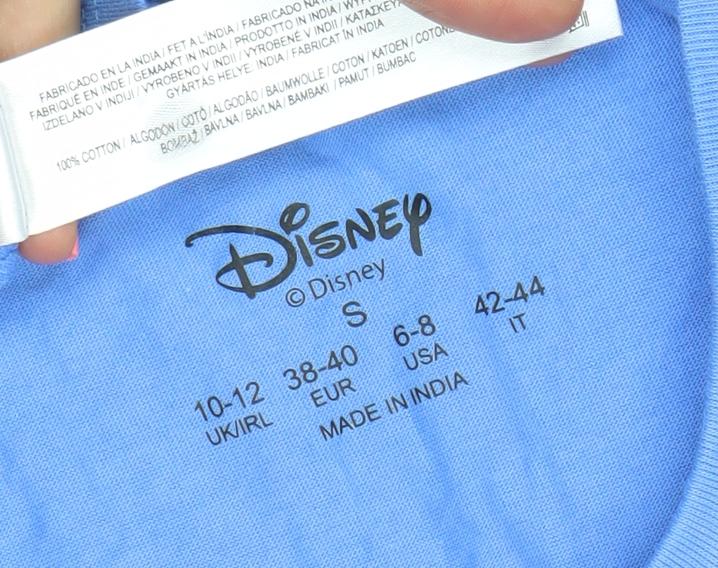 FABRICADO EN LA INDIA / FET A L'ÍNDIA / FABRICADO NA
FABRIQUÉ EN INDE / GEMAAKT IN INDIA / PRODOTTO IN INDIA
IZDELANO V INDIJI / VYROBENO V INDII / VYROBENÉ V INDII
GYÁRTÁS HELYE: INDIA / FABRICAT ÎN INDIA
100% COTTON / ALGODÓN / COTÓ / ALGODÃO / BAUMWOLLE / COTON / KATOEN / COTONE
BOMBAŽ / BAVLNA / BAVLNA / BAMBAKI / PAMUT / BUMBAC
Disney
© Disney
S
10-12 38-40 6-8 42-44
UK/IRL EUR USA IT
MADE IN INDIA